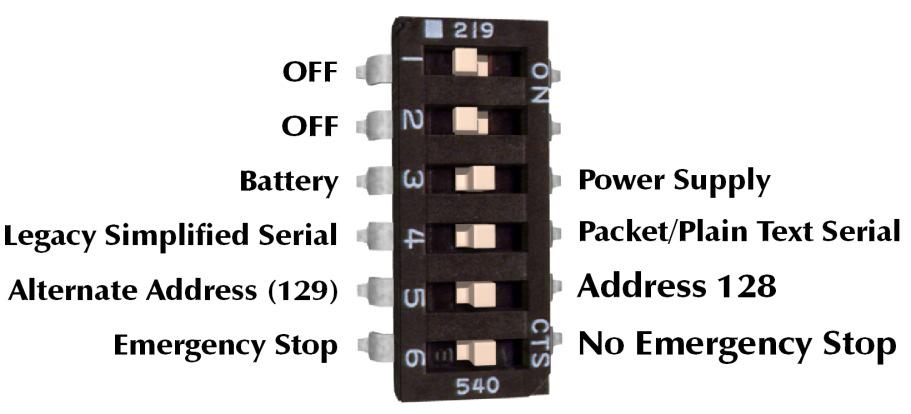 219
OFF 1 ON
OFF 2
Battery 3 Power Supply
Legacy Simplified Serial 4 Packet/Plain Text Serial
Alternate Address (129) 5 Address 128
Emergency Stop 6 CTS No Emergency Stop
540